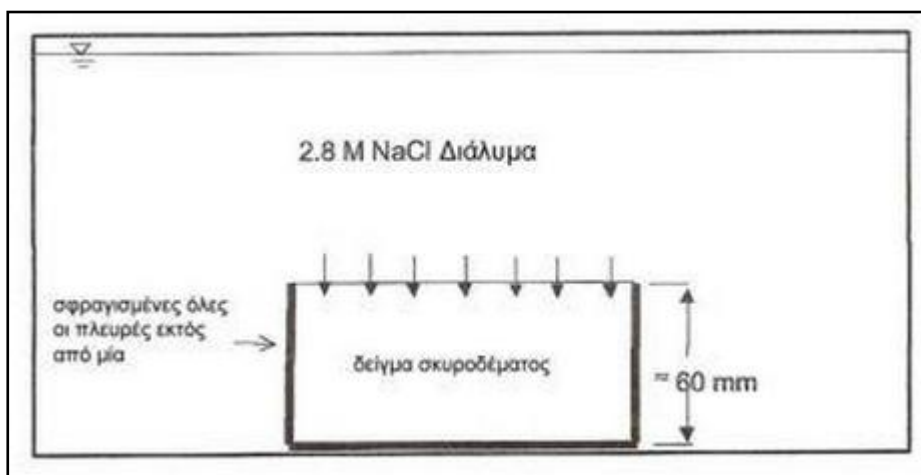 2.8 M NaCl Διάλυμα
σφραγισμένες όλες
οι πλευρές εκτός
από μία
δείγμα σκυροδέματος
≈ 60 mm